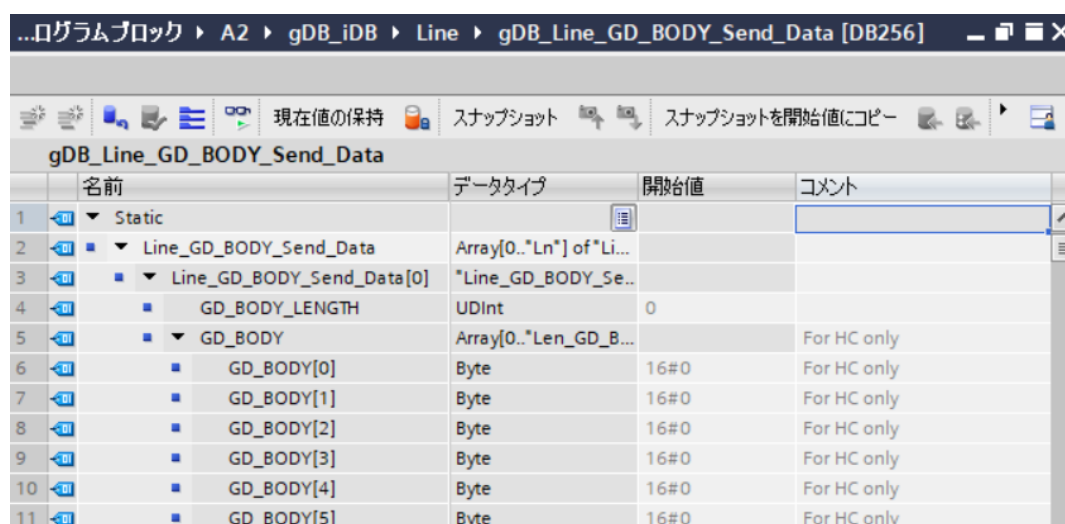 ...ログラムブロック ▸ A2 ▸ gDB_iDB ▸ Line ▸ gDB_Line_GD_BODY_Send_Data [DB256]
現在値の保持 スナップショット スナップショットを開始値にコピー
gDB_Line_GD_BODY_Send_Data
名前 データタイプ 開始値 コメント
1 Static
2 Line_GD_BODY_Send_Data Array[0.."Ln"] of "Li...
3 Line_GD_BODY_Send_Data[0] "Line_GD_BODY_Se..
4 GD_BODY_LENGTH UDInt 0
5 GD_BODY Array[0.."Len_GD_B... For HC only
6 GD_BODY[0] Byte 16#0 For HC only
7 GD_BODY[1] Byte 16#0 For HC only
8 GD_BODY[2] Byte 16#0 For HC only
9 GD_BODY[3] Byte 16#0 For HC only
10 GD_BODY[4] Byte 16#0 For HC only
11 GD_BODY[5] Byte 16#0 For HC only